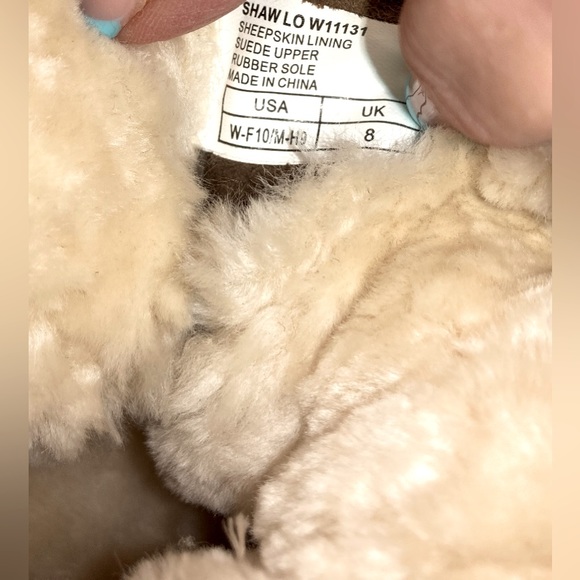 SHAW LO W11131
SHEEPSKIN LINING
SUEDE UPPER
RUBBER SOLE
MADE IN CHINA
USA UK
W-F10/M-H9 8